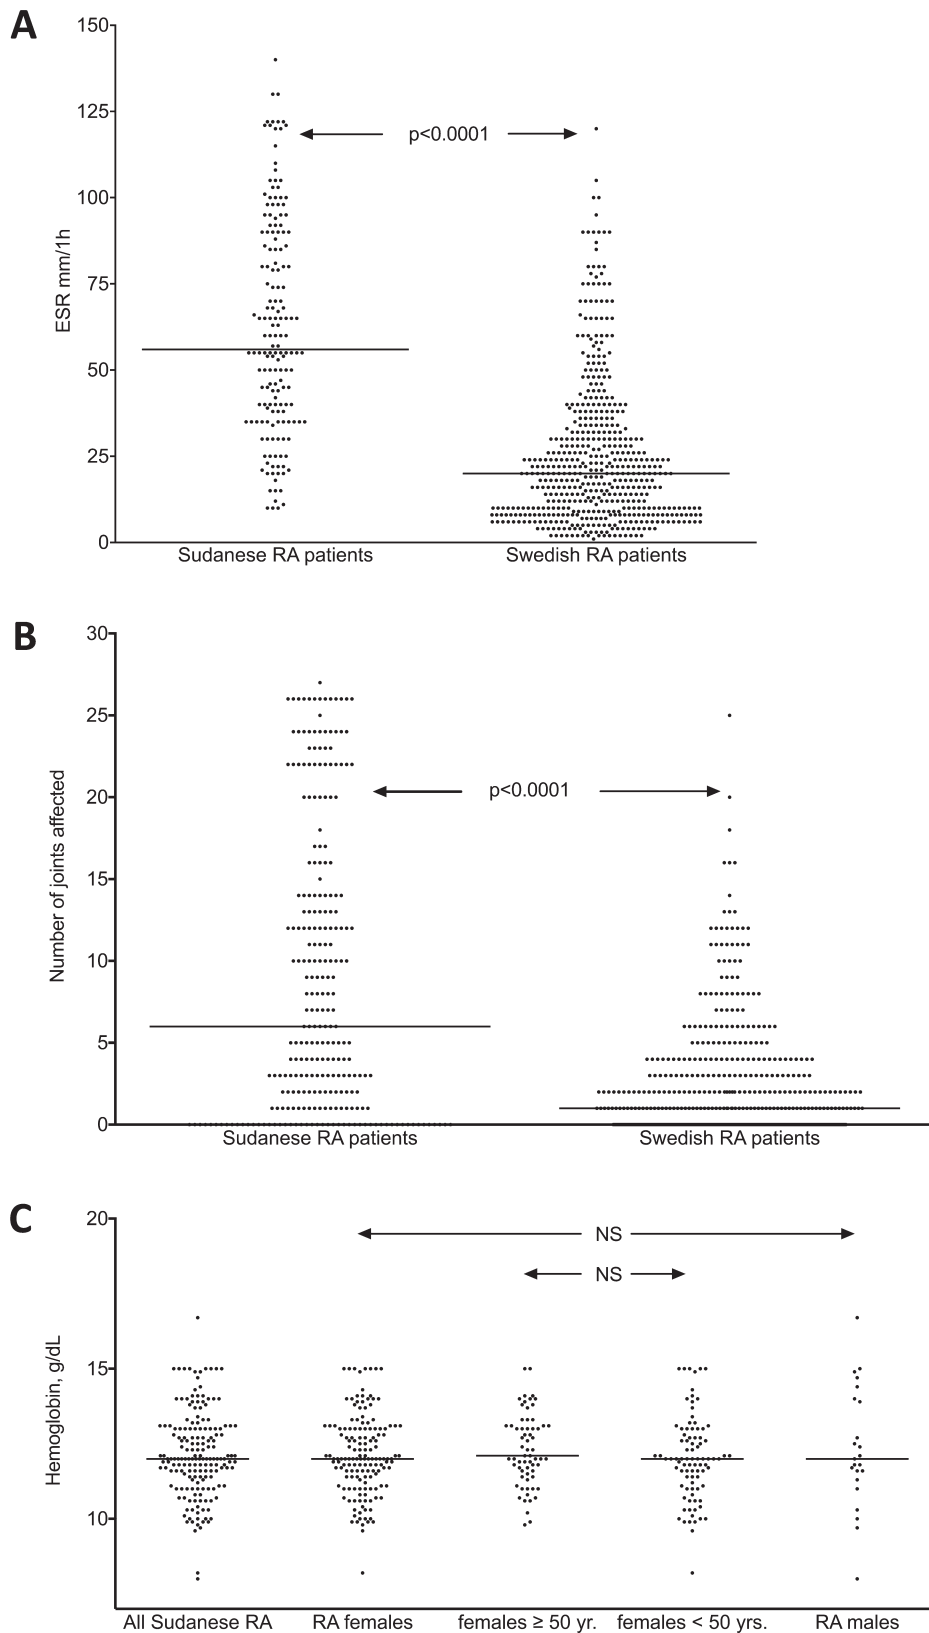 A
150
125
100
75
50
25
0
ESR mm/1h
p<0.0001
Sudanese RA patients
Swedish RA patients
B
30
25
20
15
10
5
0
Number of joints affected
p<0.0001
Sudanese RA patients
Swedish RA patients
C
20
15
10
Hemoglobin, g/dL
NS
NS
All Sudanese RA
RA females
females ≥ 50 yr.
females < 50 yrs.
RA males